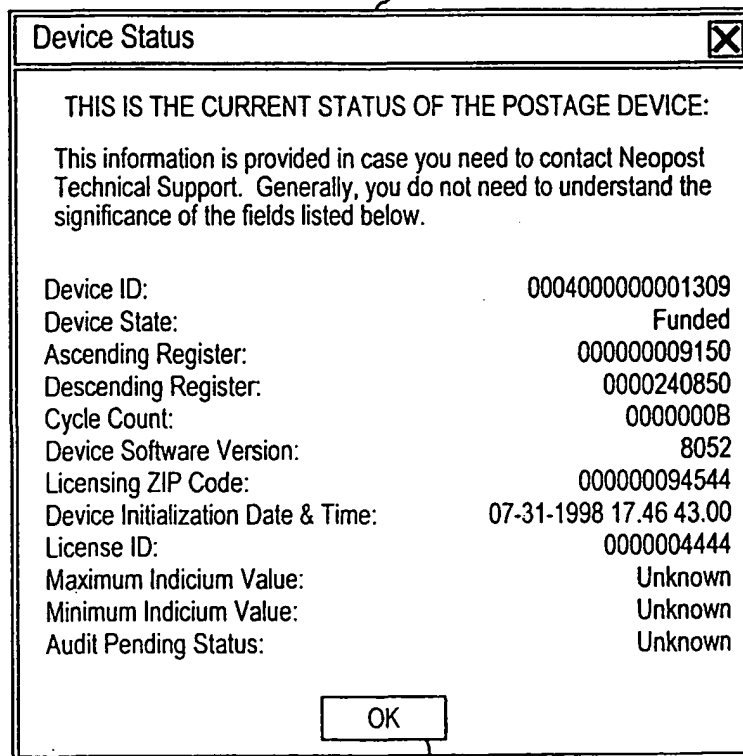 Device Status
THIS IS THE CURRENT STATUS OF THE POSTAGE DEVICE:
This information is provided in case you need to contact Neopost
Technical Support. Generally, you do not need to understand the
significance of the fields listed below.
Device ID: 0004000000001309
Device State: Funded
Ascending Register: 000000009150
Descending Register: 0000240850
Cycle Count: 0000000B
Device Software Version: 8052
Licensing ZIP Code: 000000094544
Device Initialization Date & Time: 07-31-1998 17.46 43.00
License ID: 0000004444
Maximum Indicium Value: Unknown
Minimum Indicium Value: Unknown
Audit Pending Status: Unknown
OK